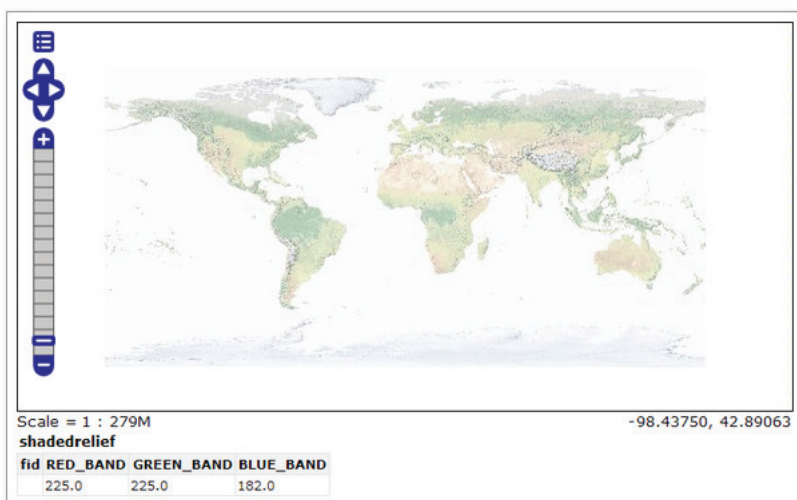 Scale = 1 : 279M
-98.43750, 42.89063
shadedrelief
fid RED_BAND GREEN_BAND BLUE_BAND
225.0 225.0 182.0